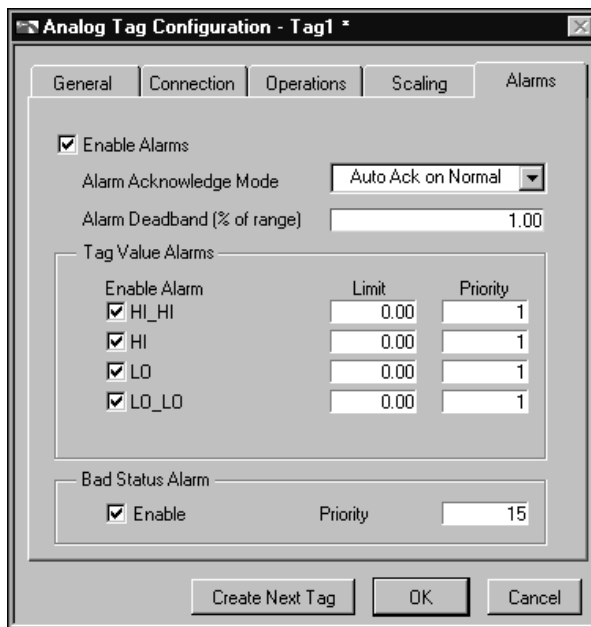 Analog Tag Configuration - Tag1 *
General Connection Operations Scaling Alarms
Enable Alarms
Alarm Acknowledge Mode Auto Ack on Normal
Alarm Deadband (% of range) 1.00
Tag Value Alarms
Enable Alarm Limit Priority
HI_HI 0.00 1
HI 0.00 1
LO 0.00 1
LO_LO 0.00 1
Bad Status Alarm
Enable Priority 15
Create Next Tag OK Cancel